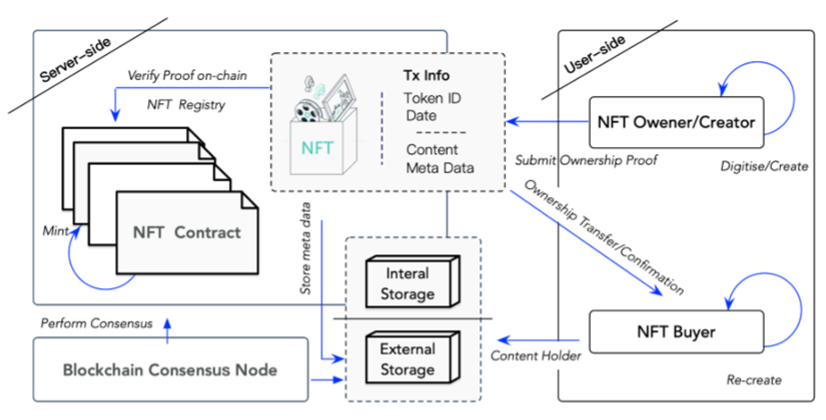 Server-side
User-side
Verify Proof on-chain
NFT Registry
NFT
Tx Info
Token ID
Date
Content
Meta Data
NFT Owener/Creator
Submit Ownership Proof
Digitise/Create
Ownership Transfer/Confirmation
Mint
NFT Contract
Store meta data
Interal
Storage
External
Storage
NFT Buyer
Content Holder
Re-create
Perform Consensus
Blockchain Consensus Node